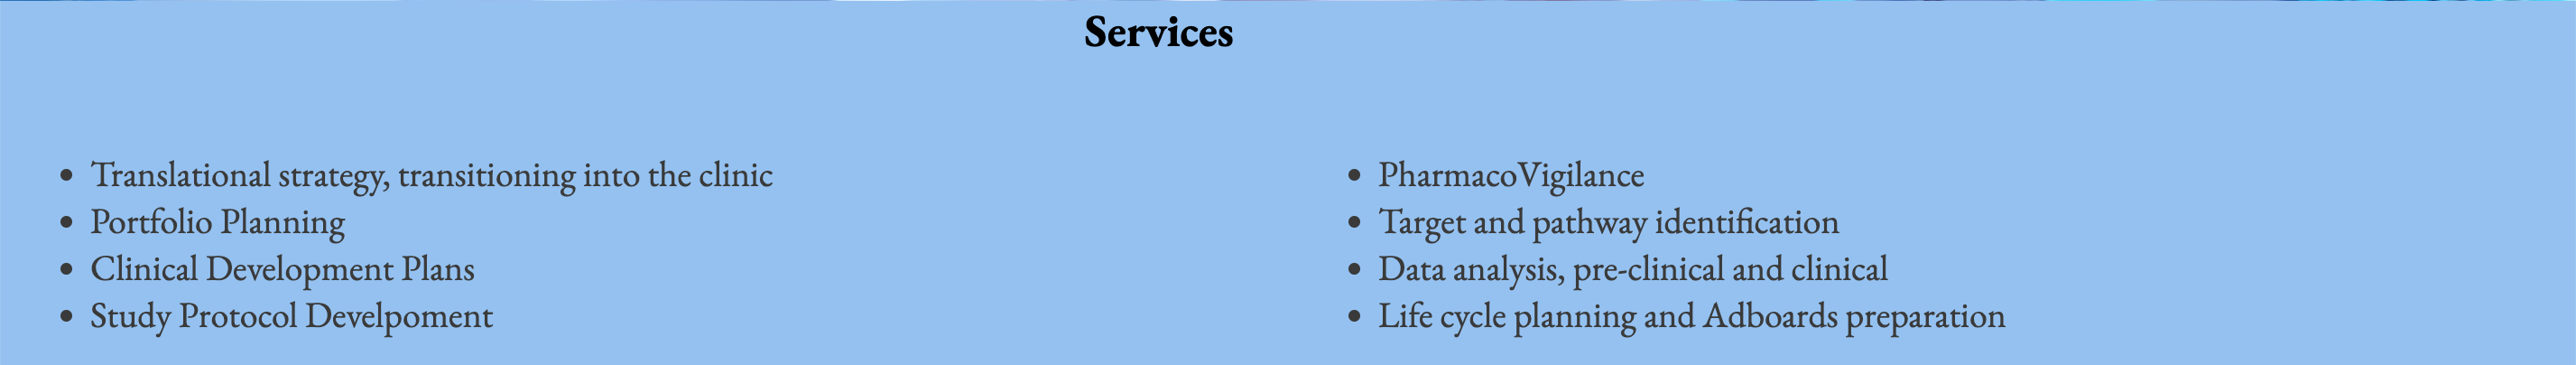 Services
• Translational strategy, transitioning into the clinic
• Portfolio Planning
• Clinical Development Plans
• Study Protocol Develpoment
• PharmacoVigilance
• Target and pathway identification
• Data analysis, pre-clinical and clinical
• Life cycle planning and Adboards preparation